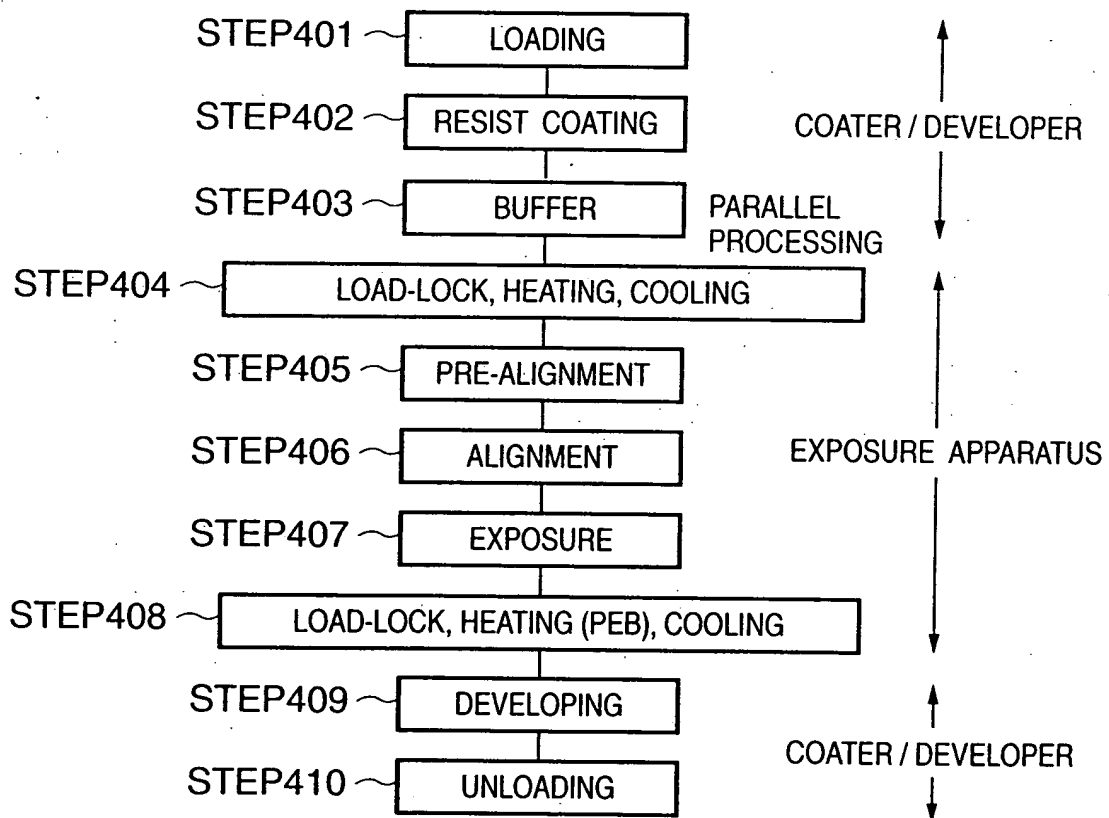 STEP401
LOADING
STEP402
RESIST COATING
COATER / DEVELOPER
STEP403
BUFFER
PARALLEL
PROCESSING
STEP404
LOAD-LOCK, HEATING, COOLING
STEP405
PRE-ALIGNMENT
STEP406
ALIGNMENT
EXPOSURE APPARATUS
STEP407
EXPOSURE
STEP408
LOAD-LOCK, HEATING (PEB), COOLING
STEP409
DEVELOPING
COATER / DEVELOPER
STEP410
UNLOADING